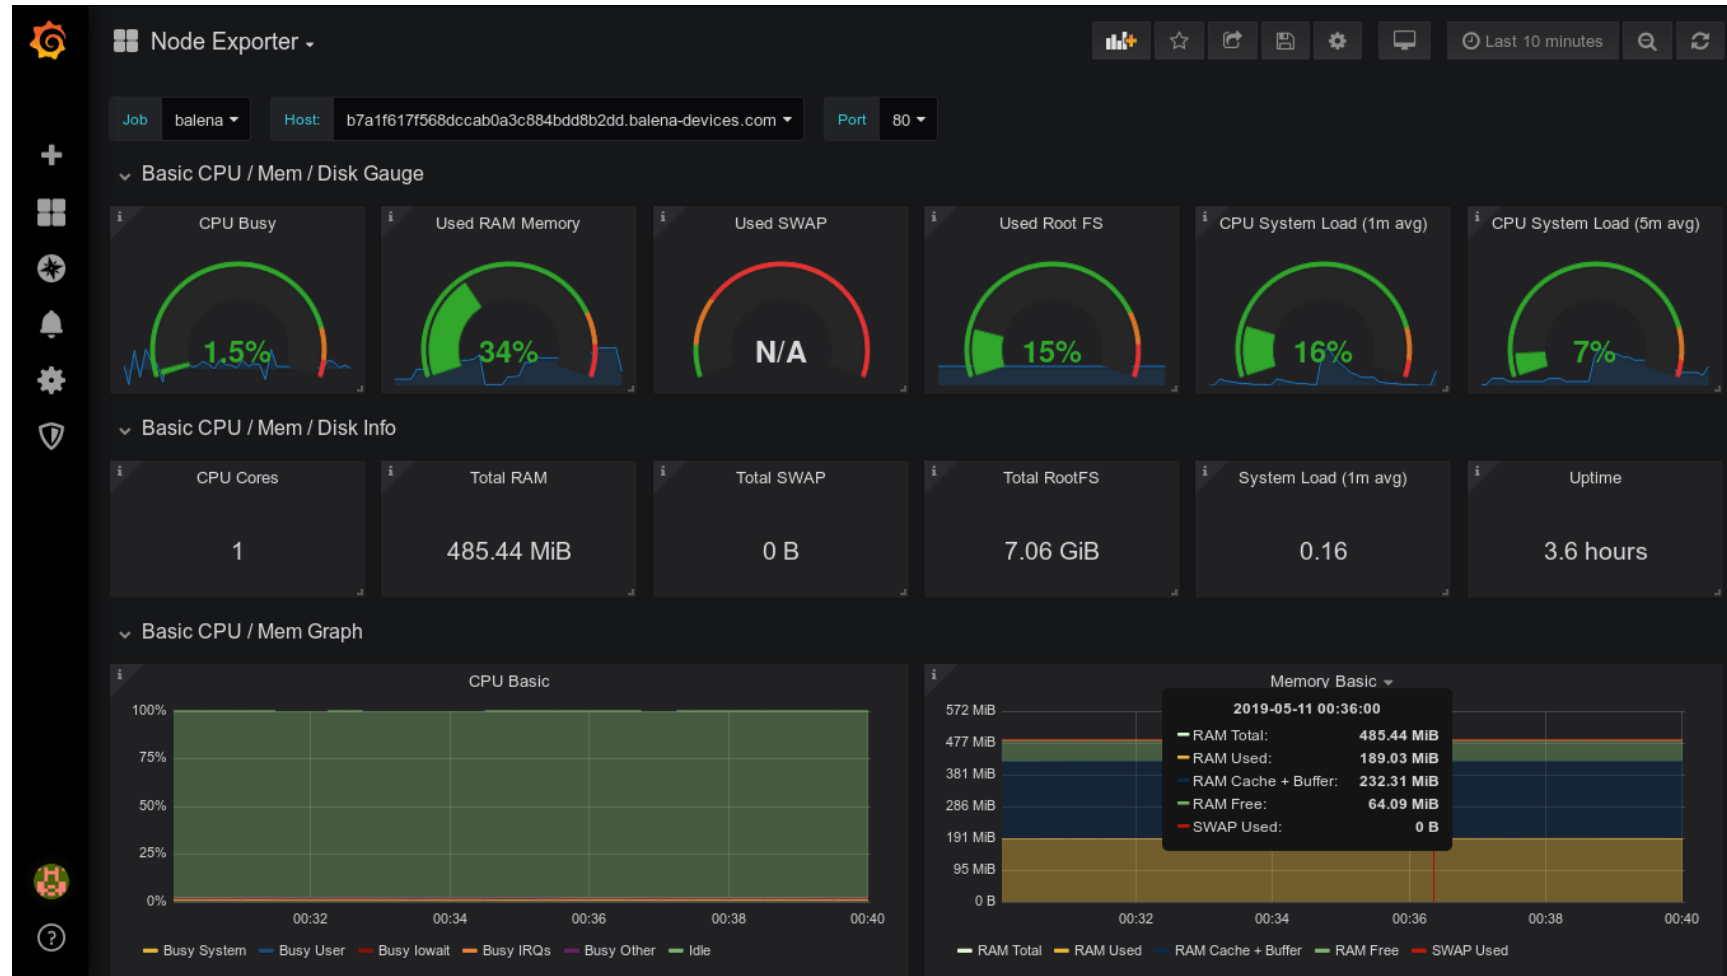 Node Exporter
Last 10 minutes
Job balena Host: b7a1f617f568dccab0a3c884bdd8b2dd.balena-devices.com Port 80
Basic CPU / Mem / Disk Gauge
CPU Busy Used RAM Memory Used SWAP Used Root FS CPU System Load (1m avg) CPU System Load (5m avg)
1.5% 34% N/A 15% 16% 7%
Basic CPU / Mem / Disk Info
CPU Cores Total RAM Total SWAP Total RootFS System Load (1m avg) Uptime
1 485.44 MiB 0 B 7.06 GiB 0.16 3.6 hours
Basic CPU / Mem Graph
CPU Basic
100%
75%
50%
25%
0%
00:32 00:34 00:36 00:38 00:40
Busy System Busy User Busy Iowait Busy IRQs Busy Other Idle
Memory Basic
572 MiB
477 MiB
381 MiB
286 MiB
191 MiB
95 MiB
0 B
2019-05-11 00:36:00
RAM Total: 485.44 MiB
RAM Used: 189.03 MiB
RAM Cache + Buffer: 232.31 MiB
RAM Free: 64.09 MiB
SWAP Used: 0 B
00:32 00:34 00:36 00:38 00:40
RAM Total RAM Used RAM Cache + Buffer RAM Free SWAP Used